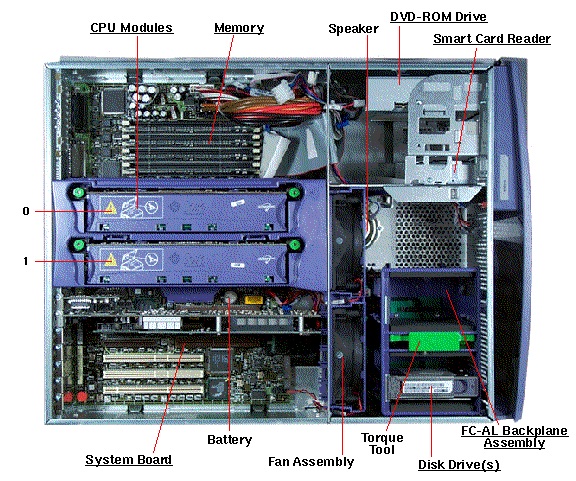 DVD-ROM Drive
CPU Modules
Memory
Speaker
Smart Card Reader
0
1
Battery
System Board
Fan Assembly
Torque
Tool
FC-AL Backplane
Assembly
Disk Drive(s)